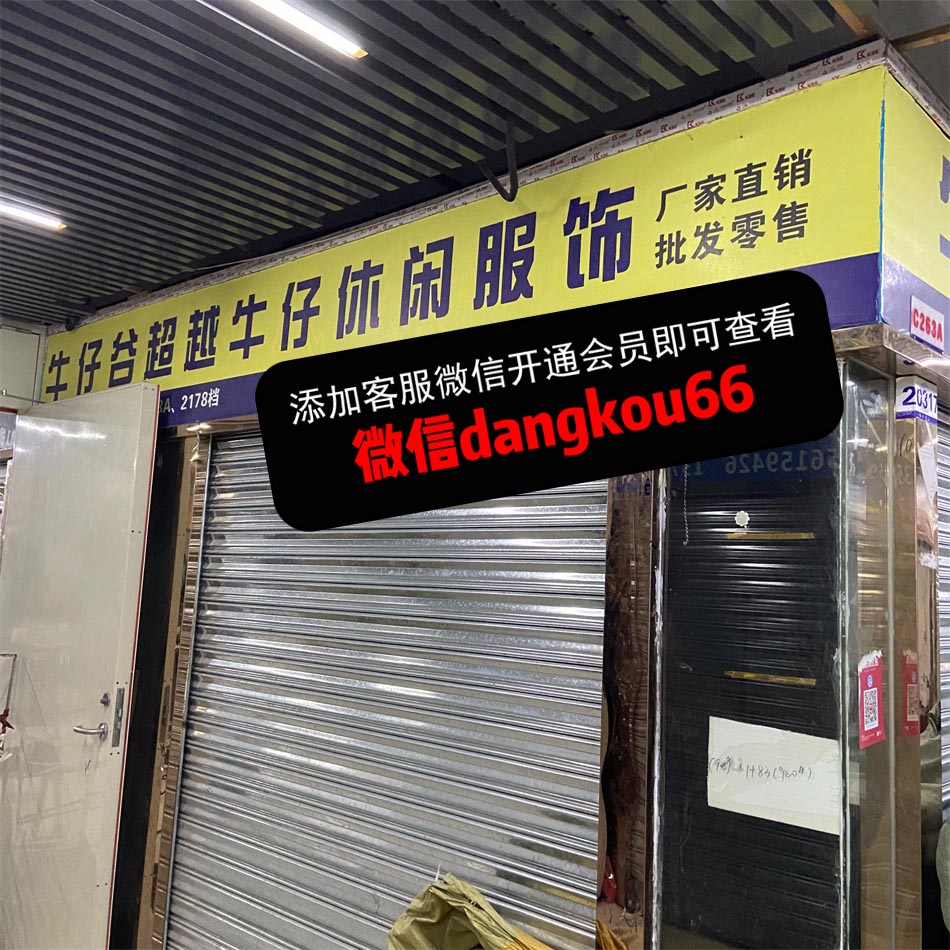 牛仔谷超越牛仔休闲服饰
厂家直销
批发零售
A、2178档
添加客服微信开通会员即可查看
微信dangkou66
C263A